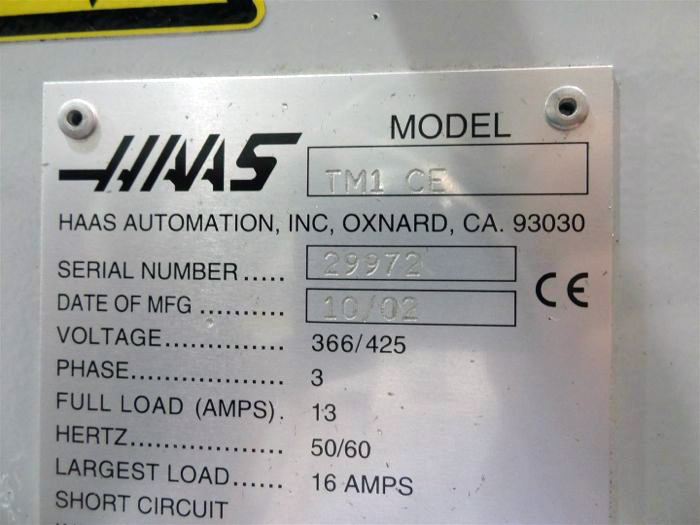 MODEL
HAAS TM1 CE
HAAS AUTOMATION, INC, OXNARD, CA. 93030
SERIAL NUMBER ..... 29972
DATE OF MFG .......... 10/02
CE
VOLTAGE .............. 366/425
PHASE .................. 3
FULL LOAD (AMPS) . 13
HERTZ .................. 50/60
LARGEST LOAD ...... 16 AMPS
SHORT CIRCUIT